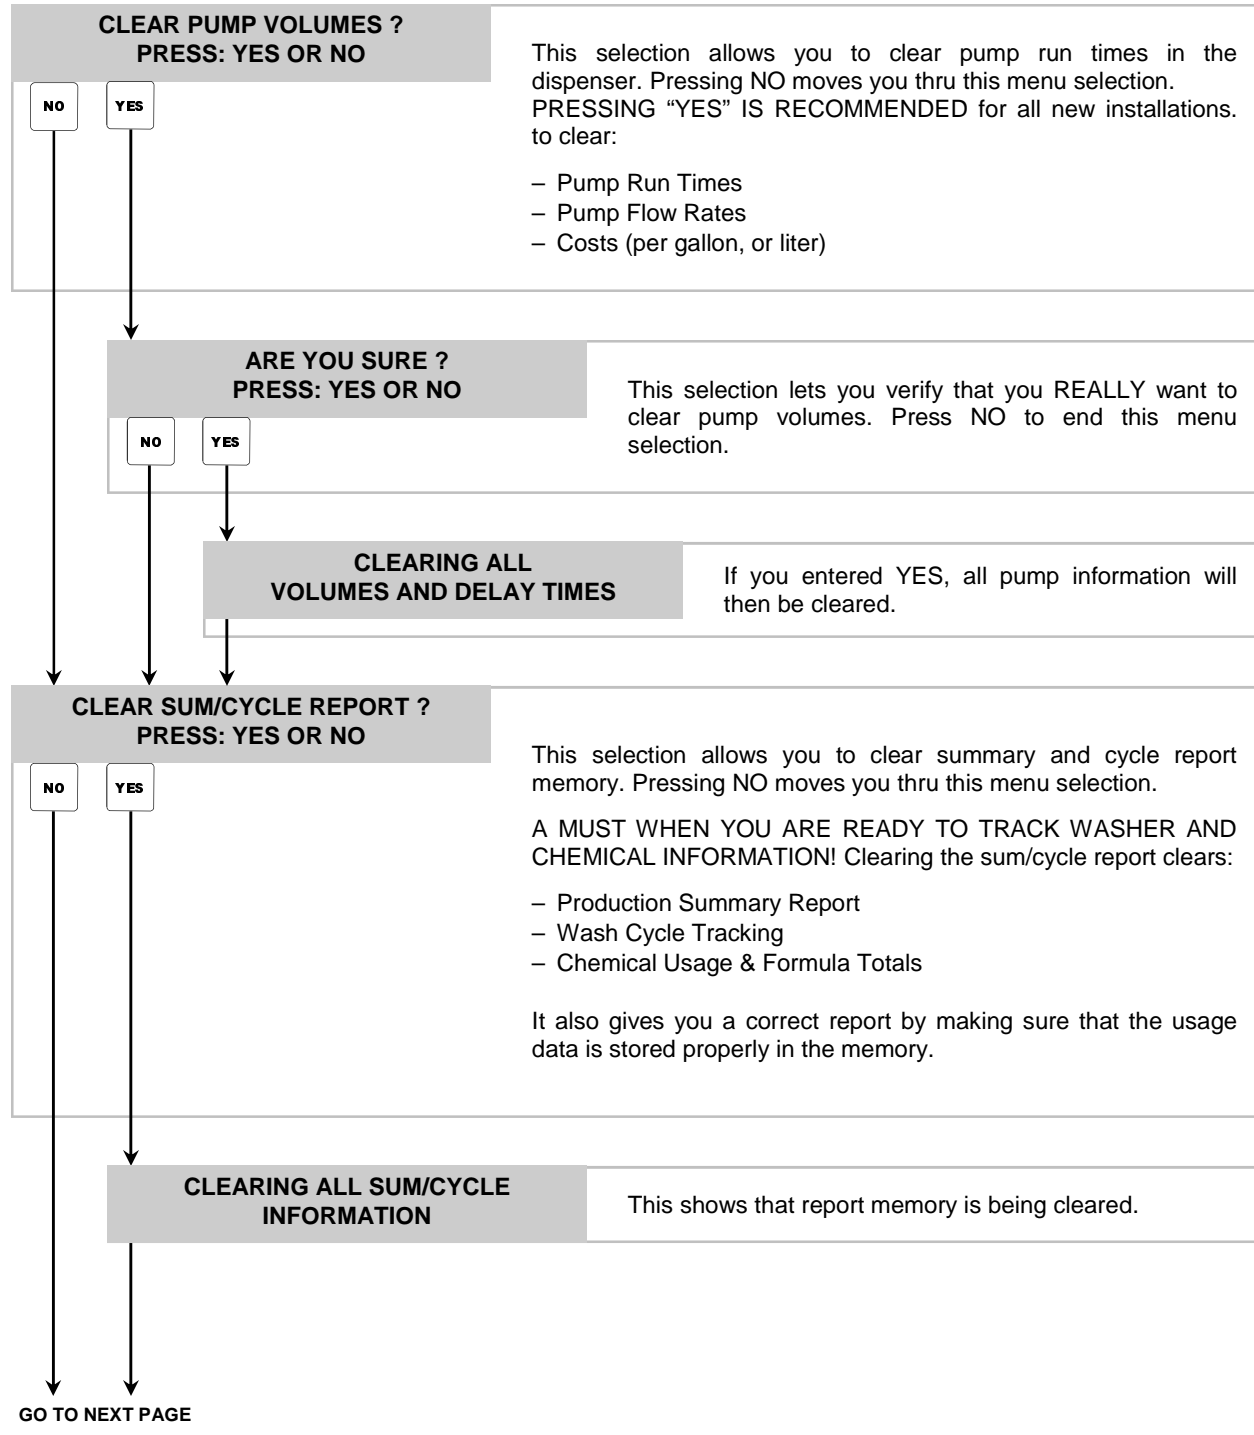 CLEAR PUMP VOLUMES ?
PRESS: YES OR NO
NO
YES
This selection allows you to clear pump run times in the
dispenser. Pressing NO moves you thru this menu selection.
PRESSING “YES” IS RECOMMENDED for all new installations.
to clear:
– Pump Run Times
– Pump Flow Rates
– Costs (per gallon, or liter)
ARE YOU SURE ?
PRESS: YES OR NO
NO
YES
This selection lets you verify that you REALLY want to
clear pump volumes. Press NO to end this menu
selection.
CLEARING ALL
VOLUMES AND DELAY TIMES
If you entered YES, all pump information will
then be cleared.
CLEAR SUM/CYCLE REPORT ?
PRESS: YES OR NO
NO
YES
This selection allows you to clear summary and cycle report
memory. Pressing NO moves you thru this menu selection.
A MUST WHEN YOU ARE READY TO TRACK WASHER AND
CHEMICAL INFORMATION! Clearing the sum/cycle report clears:
– Production Summary Report
– Wash Cycle Tracking
– Chemical Usage & Formula Totals
It also gives you a correct report by making sure that the usage
data is stored properly in the memory.
CLEARING ALL SUM/CYCLE
INFORMATION
This shows that report memory is being cleared.
GO TO NEXT PAGE